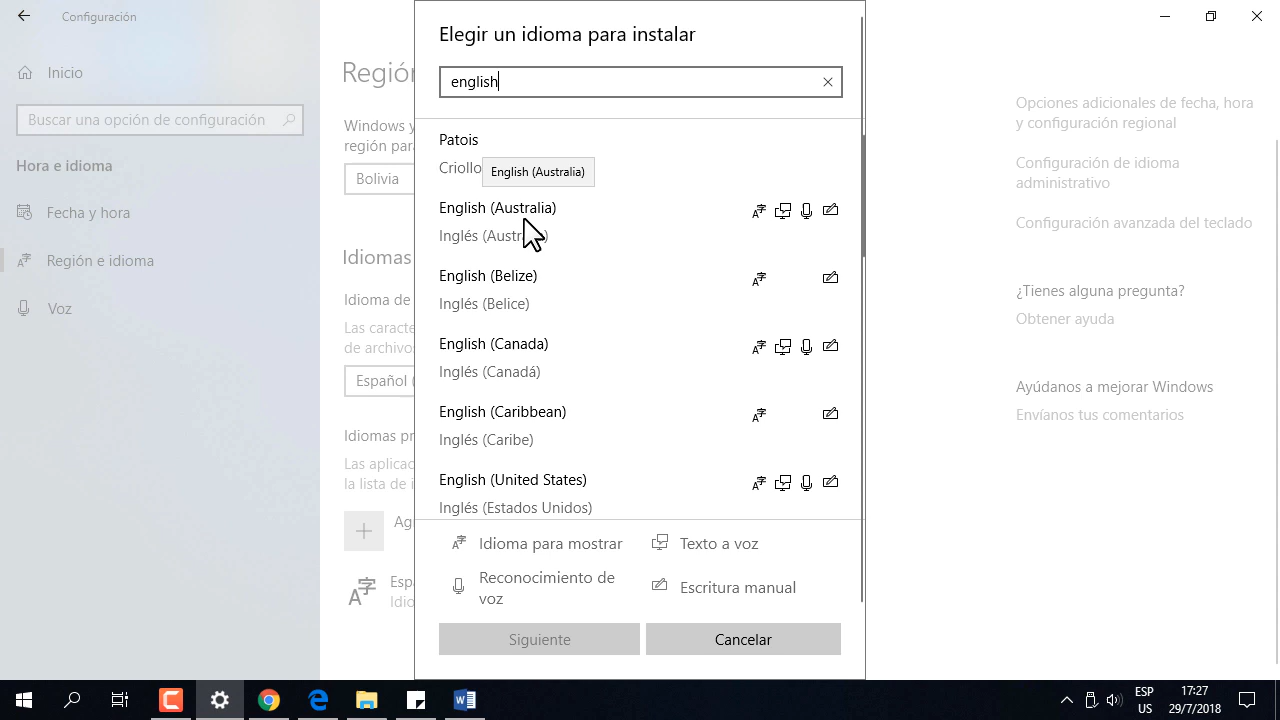 Configuración
Inicio
Buscar una opción de configuración
Hora e idioma
Fecha y hora
Región e idioma
Voz
Región
Windows y
región para
Bolivia
Idiomas
Idioma de
Las caracte
de archivos
Español (
Idiomas pr
Las aplicac
la lista de i
Ag
Espa
Idio
Elegir un idioma para instalar
english
Patois
Criollo
English (Australia)
English (Australia)
Inglés (Austr )
English (Belize)
Inglés (Belice)
English (Canada)
Inglés (Canadá)
English (Caribbean)
Inglés (Caribe)
English (United States)
Inglés (Estados Unidos)
Idioma para mostrar
Texto a voz
Reconocimiento de
voz
Escritura manual
Siguiente
Cancelar
Opciones adicionales de fecha, hora
y configuración regional
Configuración de idioma
administrativo
Configuración avanzada del teclado
¿Tienes alguna pregunta?
Obtener ayuda
Ayúdanos a mejorar Windows
Envíanos tus comentarios
ESP
US
17:27
29/7/2018